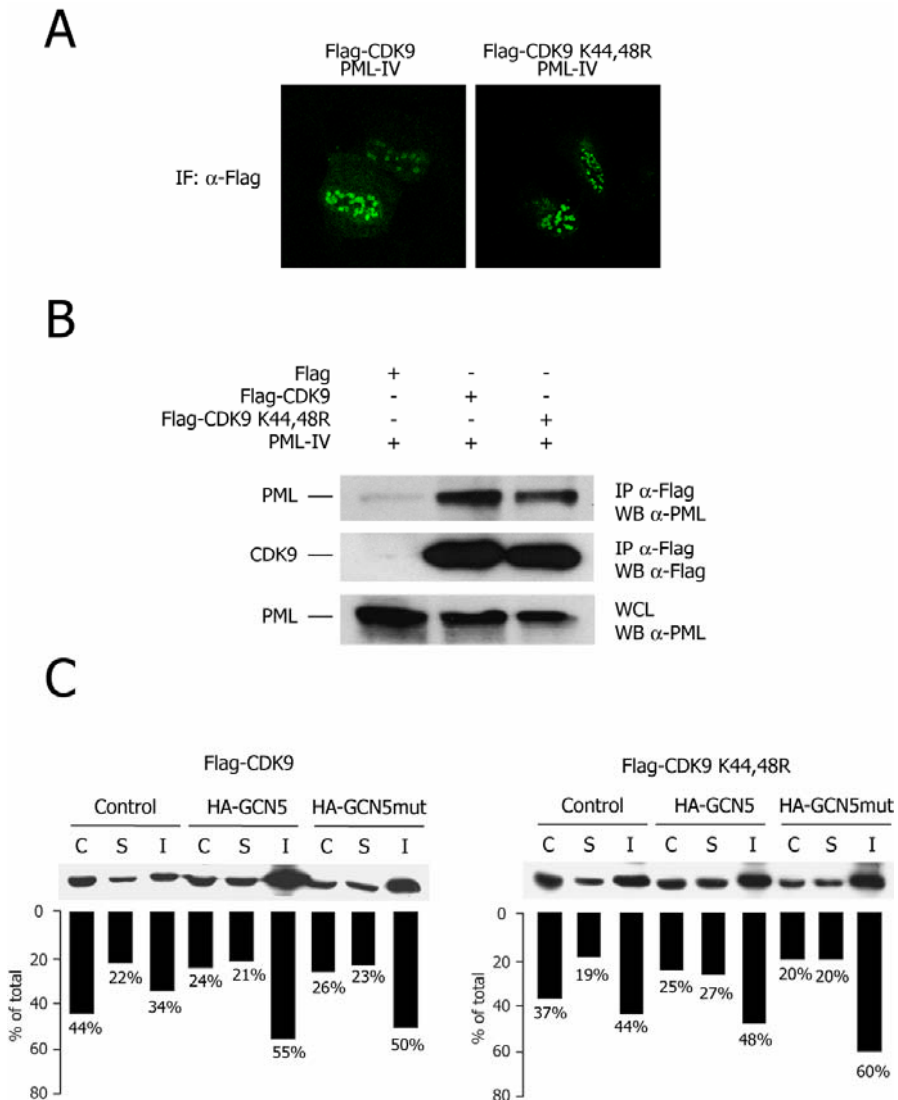 A
Flag-CDK9
PML-IV
Flag-CDK9 K44,48R
PML-IV
IF: α-Flag
B
Flag + - -
Flag-CDK9 - + -
Flag-CDK9 K44,48R - - +
PML-IV + + +
PML
IP α-Flag
WB α-PML
CDK9
IP α-Flag
WB α-Flag
PML
WCL
WB α-PML
C
Flag-CDK9
Control HA-GCN5 HA-GCN5mut
C S I C S I C S I
% of total
0
20
40
60
80
44% 22% 34% 24% 21% 55% 26% 23% 50%
Flag-CDK9 K44,48R
Control HA-GCN5 HA-GCN5mut
C S I C S I C S I
% of total
0
20
40
60
80
37% 19% 44% 25% 27% 48% 20% 20% 60%